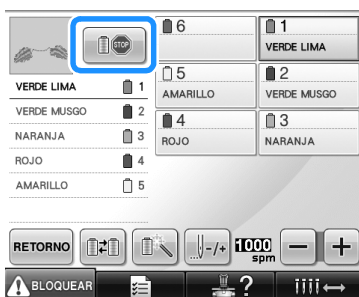 STOP
VERDE LIMA 1
VERDE MUSGO 2
NARANJA 3
ROJO 4
AMARILLO 5
6
1
VERDE LIMA
5
AMARILLO
2
VERDE MUSGO
4
ROJO
3
NARANJA
RETORNO
-/+
1000
spm
- +
BLOQUEAR
?